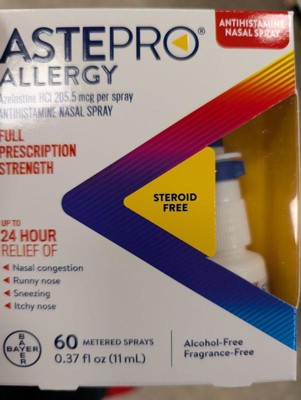 ANTIHISTAMINE
NASAL SPRAY
ASTEPRO®
ALLERGY
Azelastine HCl 205.5 mcg per spray
ANTIHISTAMINE NASAL SPRAY
FULL
PRESCRIPTION
STRENGTH
STEROID
FREE
UP TO
24 HOUR
RELIEF OF
Nasal congestion
Runny nose
Sneezing
Itchy nose
BAYER
BAYER
60 METERED SPRAYS
0.37 fl oz (11 mL)
Alcohol-Free
Fragrance-Free